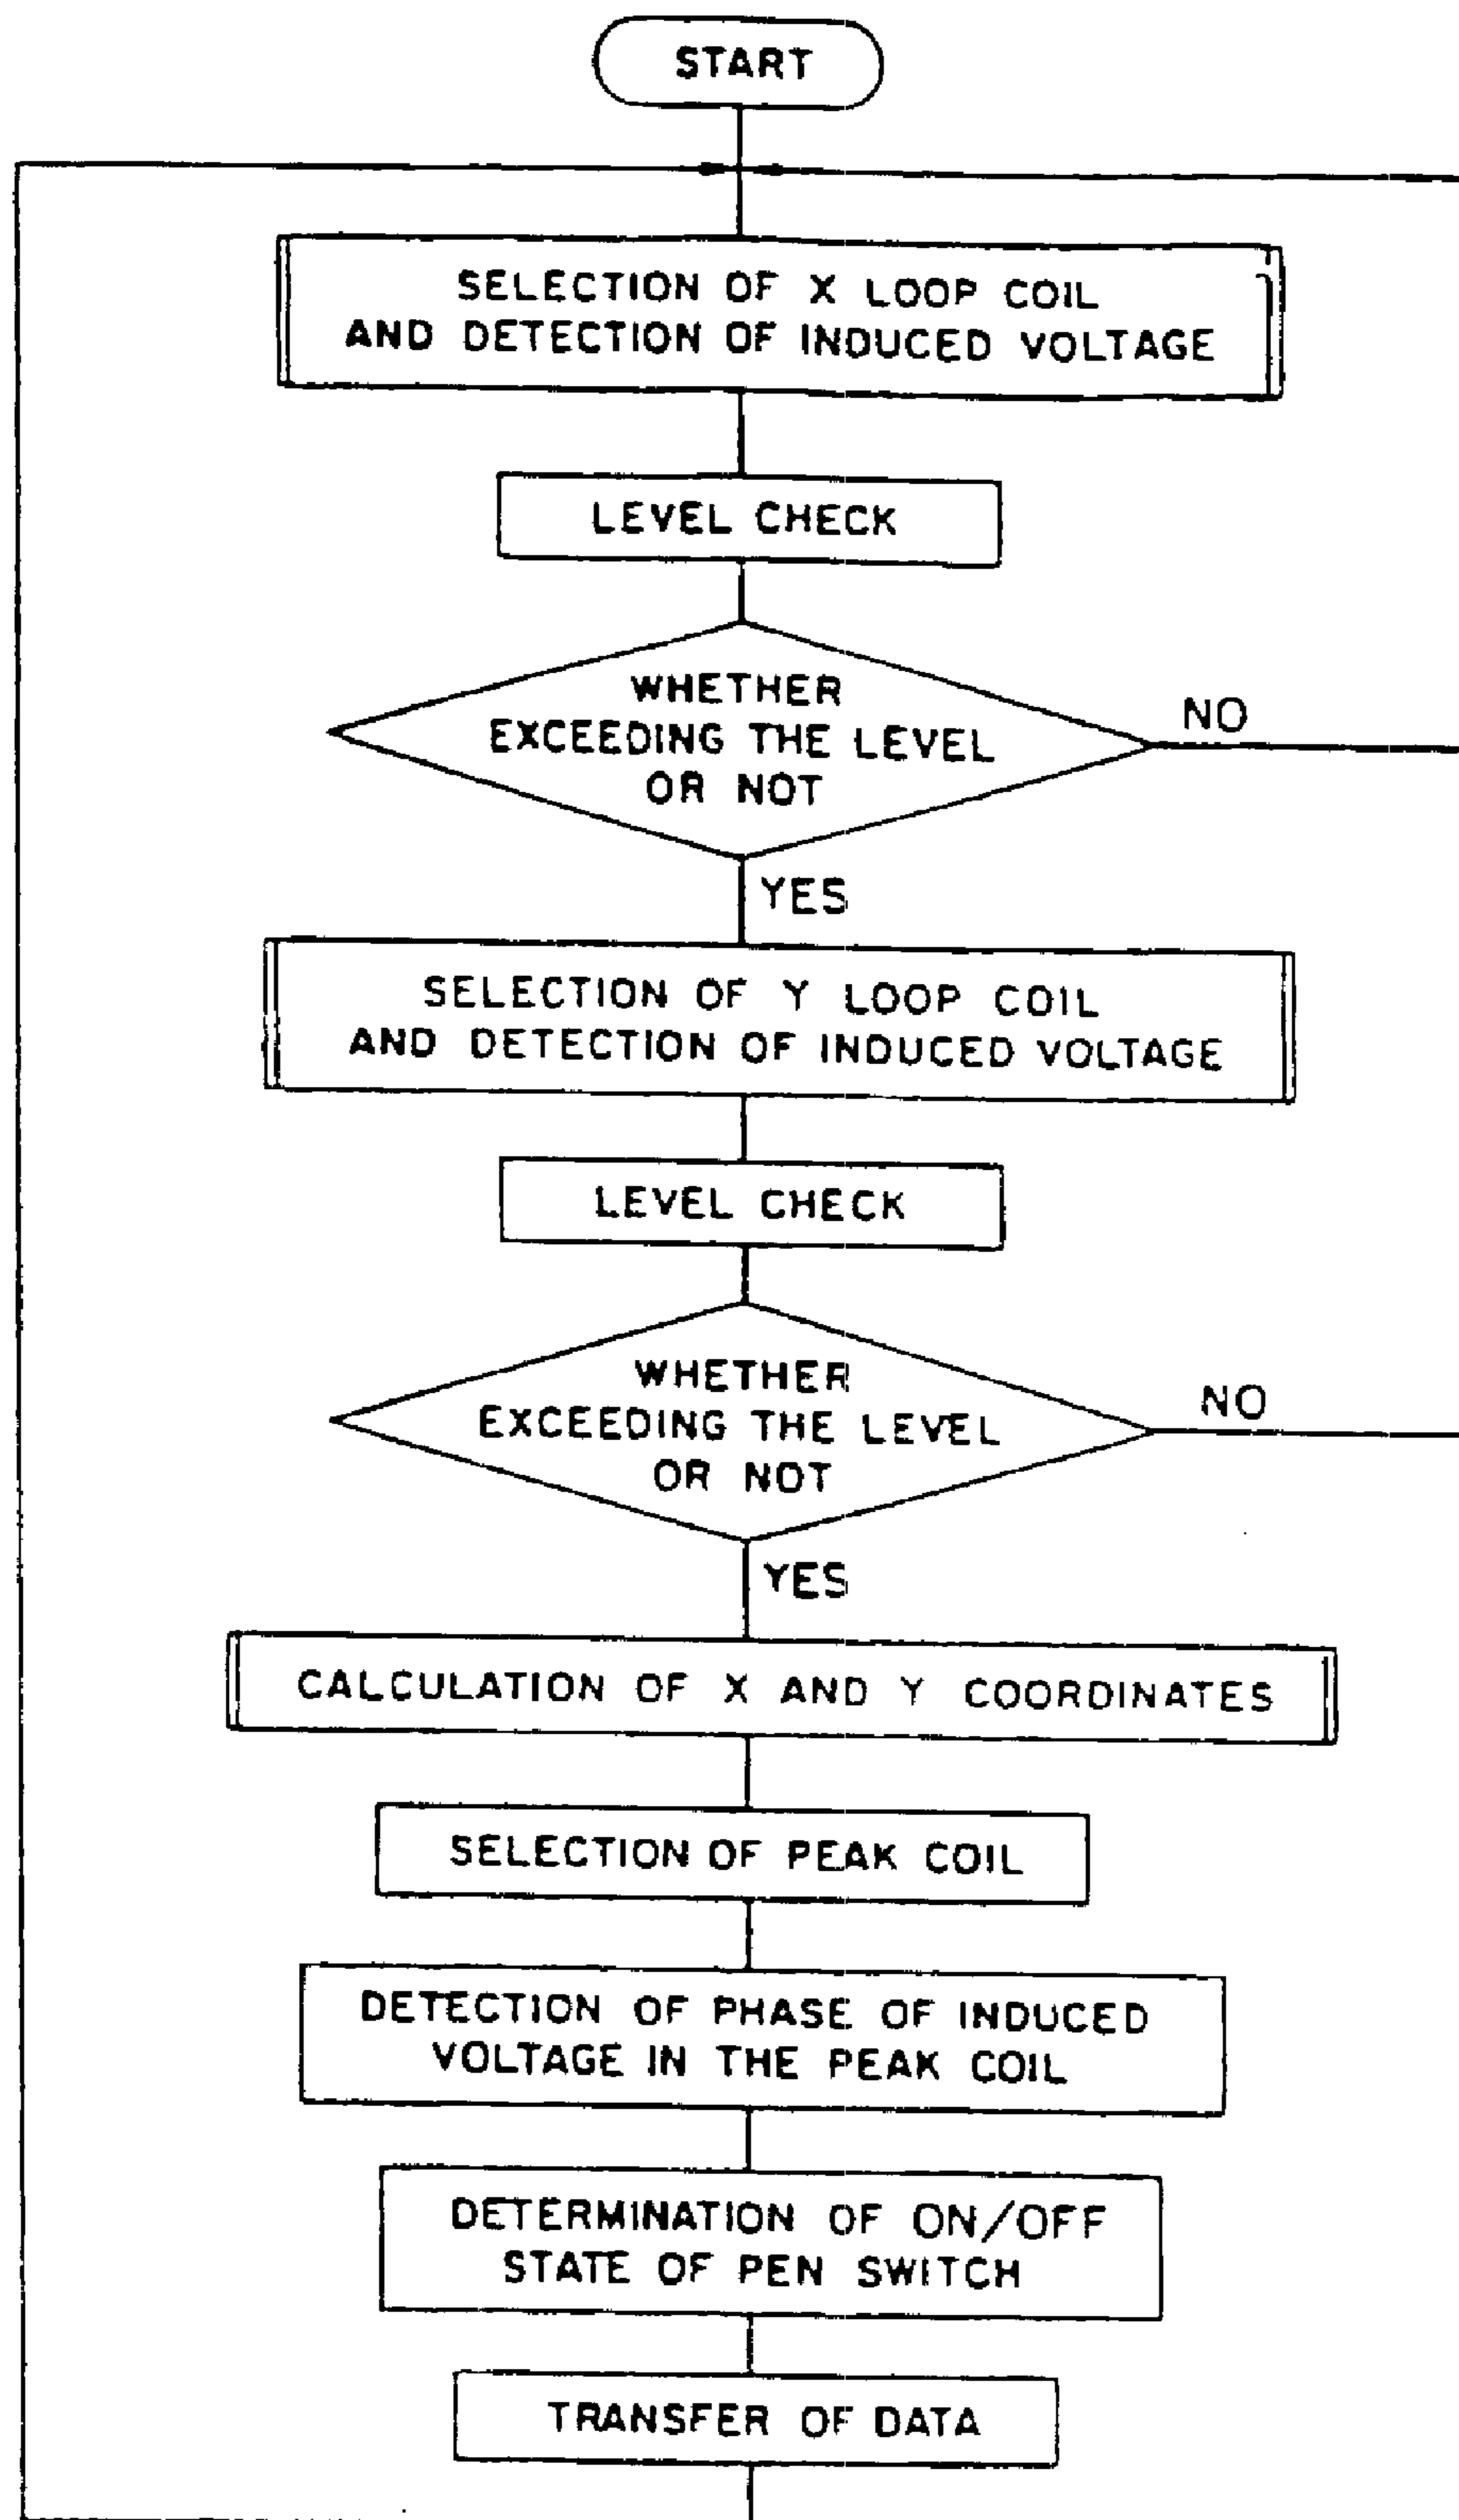 START
SELECTION OF X LOOP COIL
AND DETECTION OF INDUCED VOLTAGE
LEVEL CHECK
WHETHER
EXCEEDING THE LEVEL
OR NOT
NO
YES
SELECTION OF Y LOOP COIL
AND DETECTION OF INDUCED VOLTAGE
LEVEL CHECK
WHETHER
EXCEEDING THE LEVEL
OR NOT
NO
YES
CALCULATION OF X AND Y COORDINATES
SELECTION OF PEAK COIL
DETECTION OF PHASE OF INDUCED
VOLTAGE IN THE PEAK COIL
DETERMINATION OF ON/OFF
STATE OF PEN SWITCH
TRANSFER OF DATA